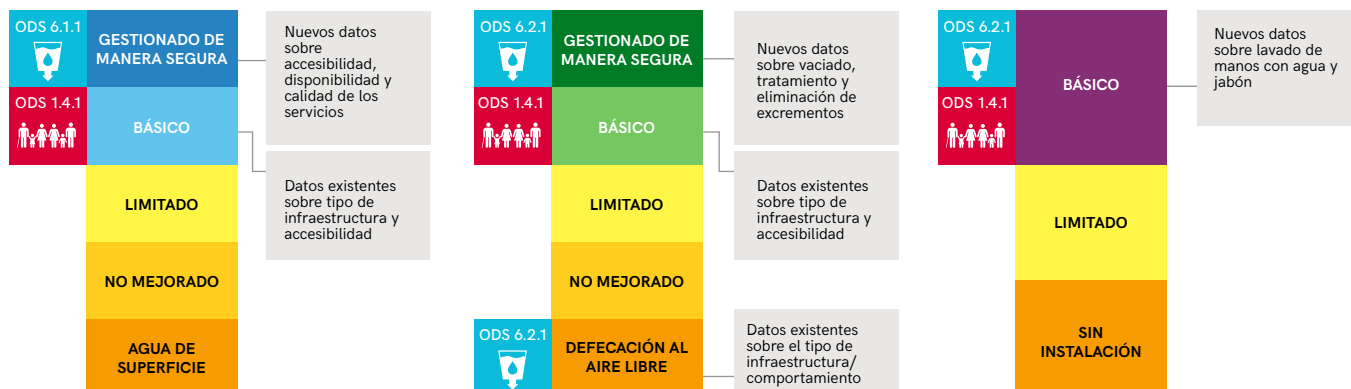 ODS 6.1.1
GESTIONADO DE
MANERA SEGURA
Nuevos datos
sobre
accesibilidad,
disponibilidad y
calidad de los
servicios
ODS 1.4.1
BÁSICO
Datos existentes
sobre tipo de
infraestructura y
accesibilidad
LIMITADO
NO MEJORADO
AGUA DE
SUPERFICIE
ODS 6.2.1
GESTIONADO DE
MANERA SEGURA
Nuevos datos
sobre vaciado,
tratamiento y
eliminación de
excrementos
ODS 1.4.1
BÁSICO
Datos existentes
sobre tipo de
infraestructura y
accesibilidad
LIMITADO
NO MEJORADO
ODS 6.2.1
DEFECACIÓN AL
AIRE LIBRE
Datos existentes
sobre el tipo de
infraestructura/
comportamiento
ODS 6.2.1
ODS 1.4.1
BÁSICO
Nuevos datos
sobre lavado de
manos con agua y
jabón
LIMITADO
SIN
INSTALACIÓN